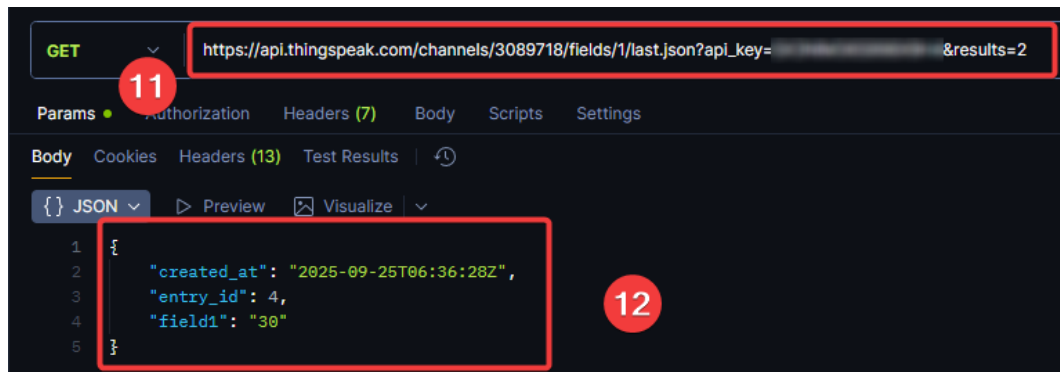 GET https://api.thingspeak.com/channels/3089718/fields/1/last.json?api_key= &results=2
11
Params Authorization Headers (7) Body Scripts Settings
Body Cookies Headers (13) Test Results
{} JSON Preview Visualize
1 {
2 "created_at": "2025-09-25T06:36:28Z",
3 "entry_id": 4,
4 "field1": "30"
5 }
12